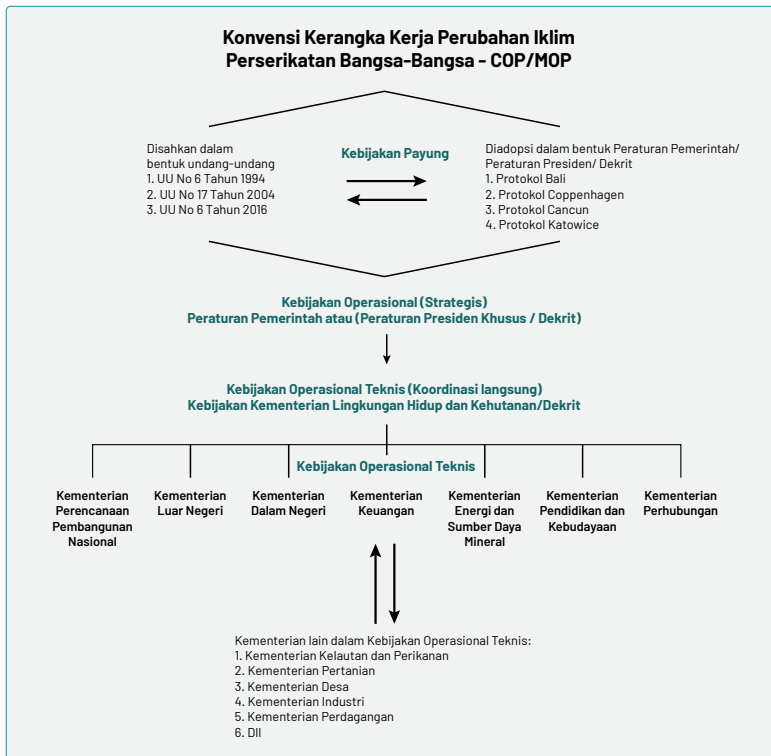 Konvensi Kerangka Kerja Perubahan Iklim
Perserikatan Bangsa-Bangsa - COP/MOP
Disahkan dalam
bentuk undang-undang
1. UU No 6 Tahun 1994
2. UU No 17 Tahun 2004
3. UU No 6 Tahun 2016
Kebijakan Payung
Diadopsi dalam bentuk Peraturan Pemerintah/
Peraturan Presiden/ Dekrit
1. Protokol Bali
2. Protokol Coppenhagen
3. Protokol Cancun
4. Protokol Katowice
Kebijakan Operasional (Strategis)
Peraturan Pemerintah atau (Peraturan Presiden Khusus / Dekrit)
Kebijakan Operasional Teknis (Koordinasi langsung)
Kebijakan Kementerian Lingkungan Hidup dan Kehutanan/Dekrit
Kebijakan Operasional Teknis
Kementerian
Perencanaan
Pembangunan
Nasional
Kementerian
Luar Negeri
Kementerian
Dalam Negeri
Kementerian
Keuangan
Kementerian
Energi dan
Sumber Daya
Mineral
Kementerian
Pendidikan dan
Kebudayaan
Kementerian
Perhubungan
Kementerian lain dalam Kebijakan Operasional Teknis:
1. Kementerian Kelautan dan Perikanan
2. Kementerian Pertanian
3. Kementerian Desa
4. Kementerian Industri
5. Kementerian Perdagangan
6. Dll